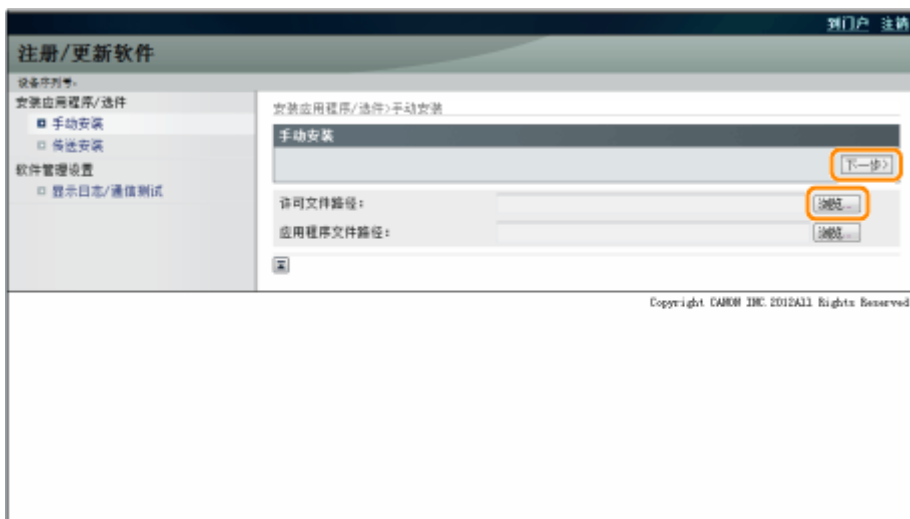 到门户 注销
注册/更新软件
设备序列号:
安装应用程序/选件
手动安装
传送安装
软件管理设置
显示日志/通信测试
安装应用程序/选件>手动安装
手动安装
下一步>
许可文件路径:
浏览...
应用程序文件路径:
浏览...
Copyright CANON INC. 2012All Rights Reserved